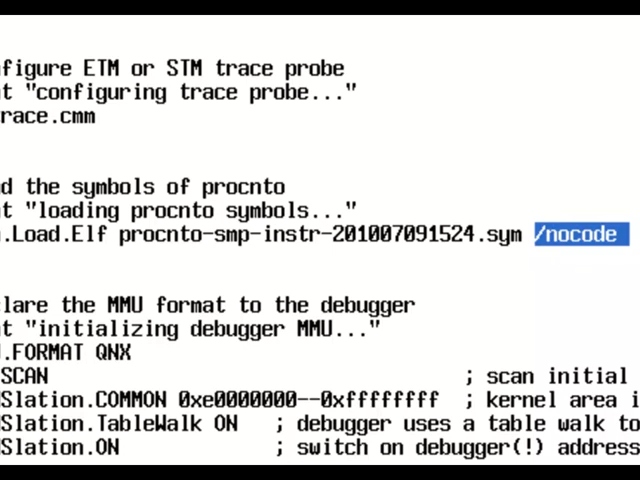 figure ETM or STM trace probe
t "configuring trace probe..."
race.cmm
d the symbols of procnto
t "loading procnto symbols..."
.Load.Elf procnto-smp-instr-201007091524.sym /nocode
lare the MMU format to the debugger
t "initializing debugger MMU..."
.FORMAT QNX
SCAN ; scan initial
Slation.COMMON 0xe0000000--0xffffffff ; kernel area i
Slation.TableWalk ON ; debugger uses a table walk to
Slation.ON ; switch on debugger(!) address